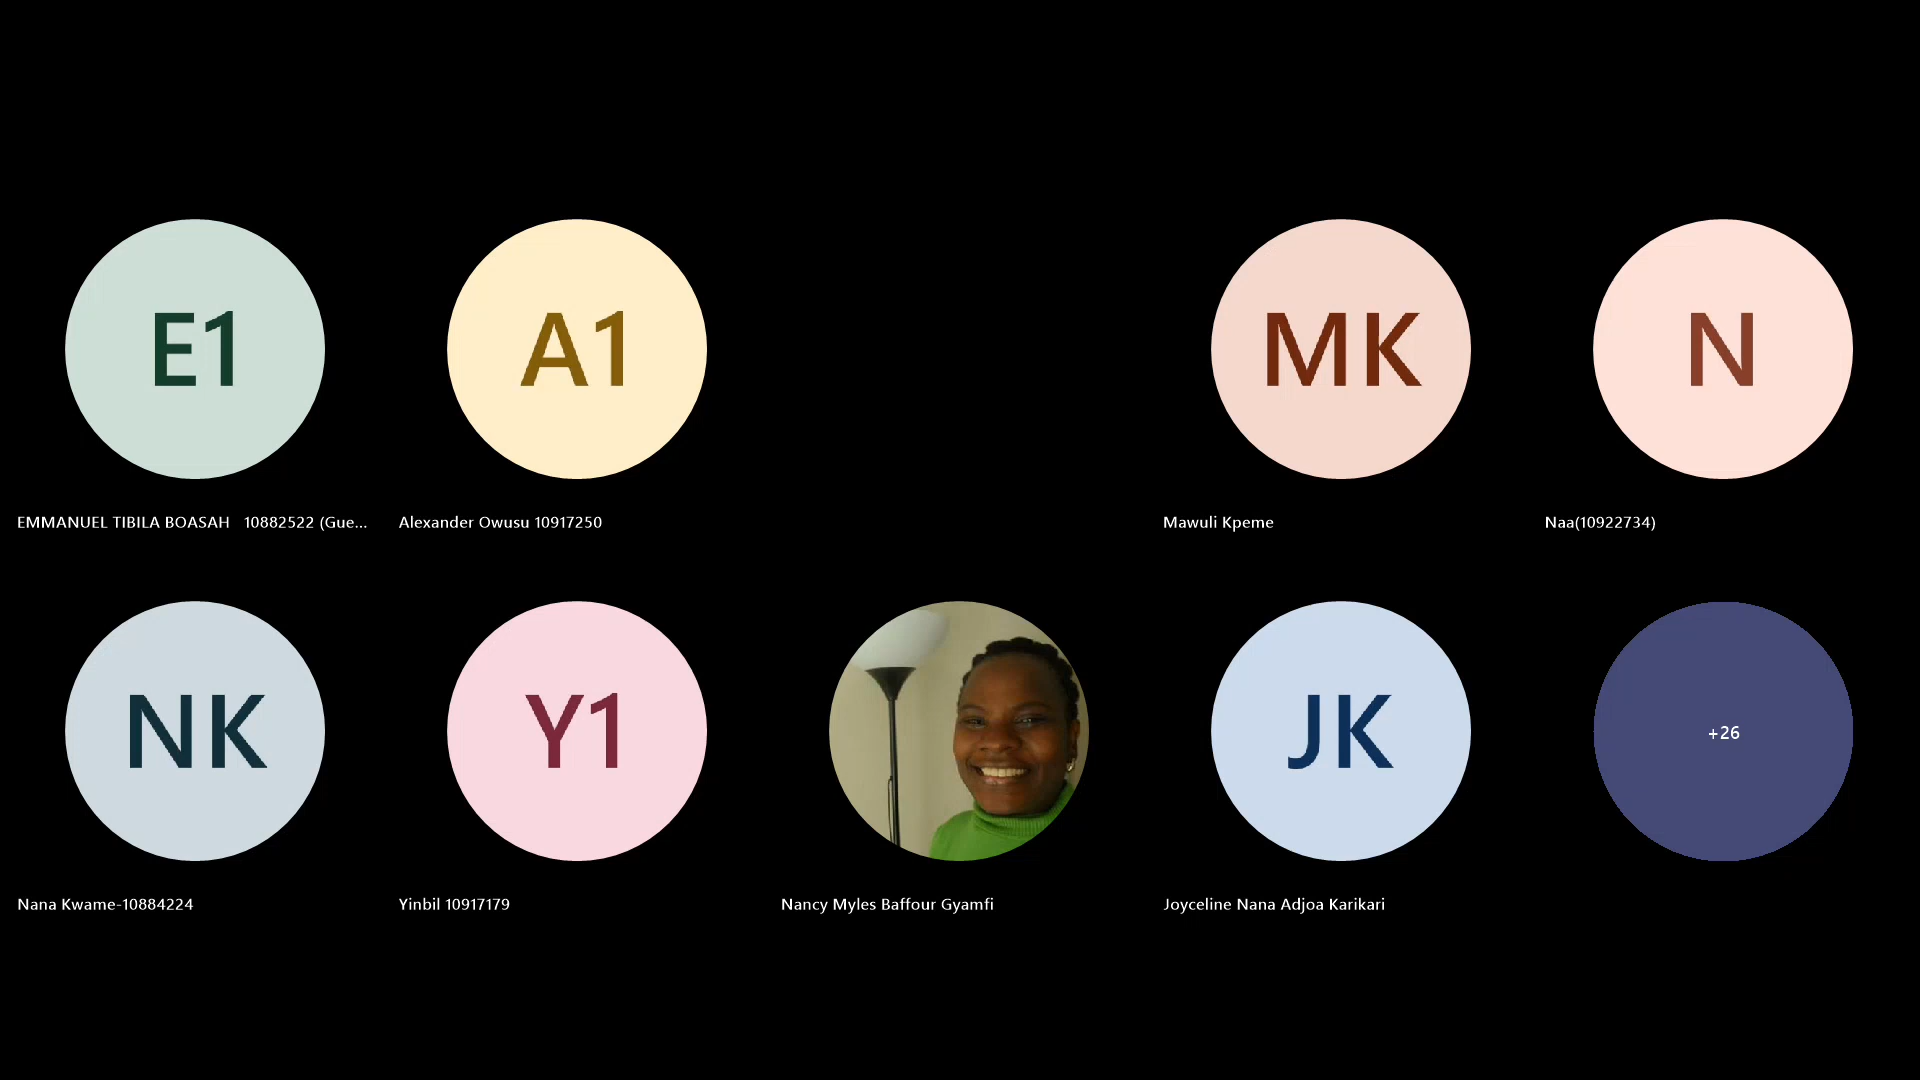 E1
A1
MK
N
EMMANUEL TIBILA BOASAH   10882522 (Gue...
Alexander Owusu 10917250
Mawuli Kpeme
Naa(10922734)
NK
Y1
JK
+26
Nana Kwame-10884224
Yinbil 10917179
Nancy Myles Baffour Gyamfi
Joyceline Nana Adjoa Karikari